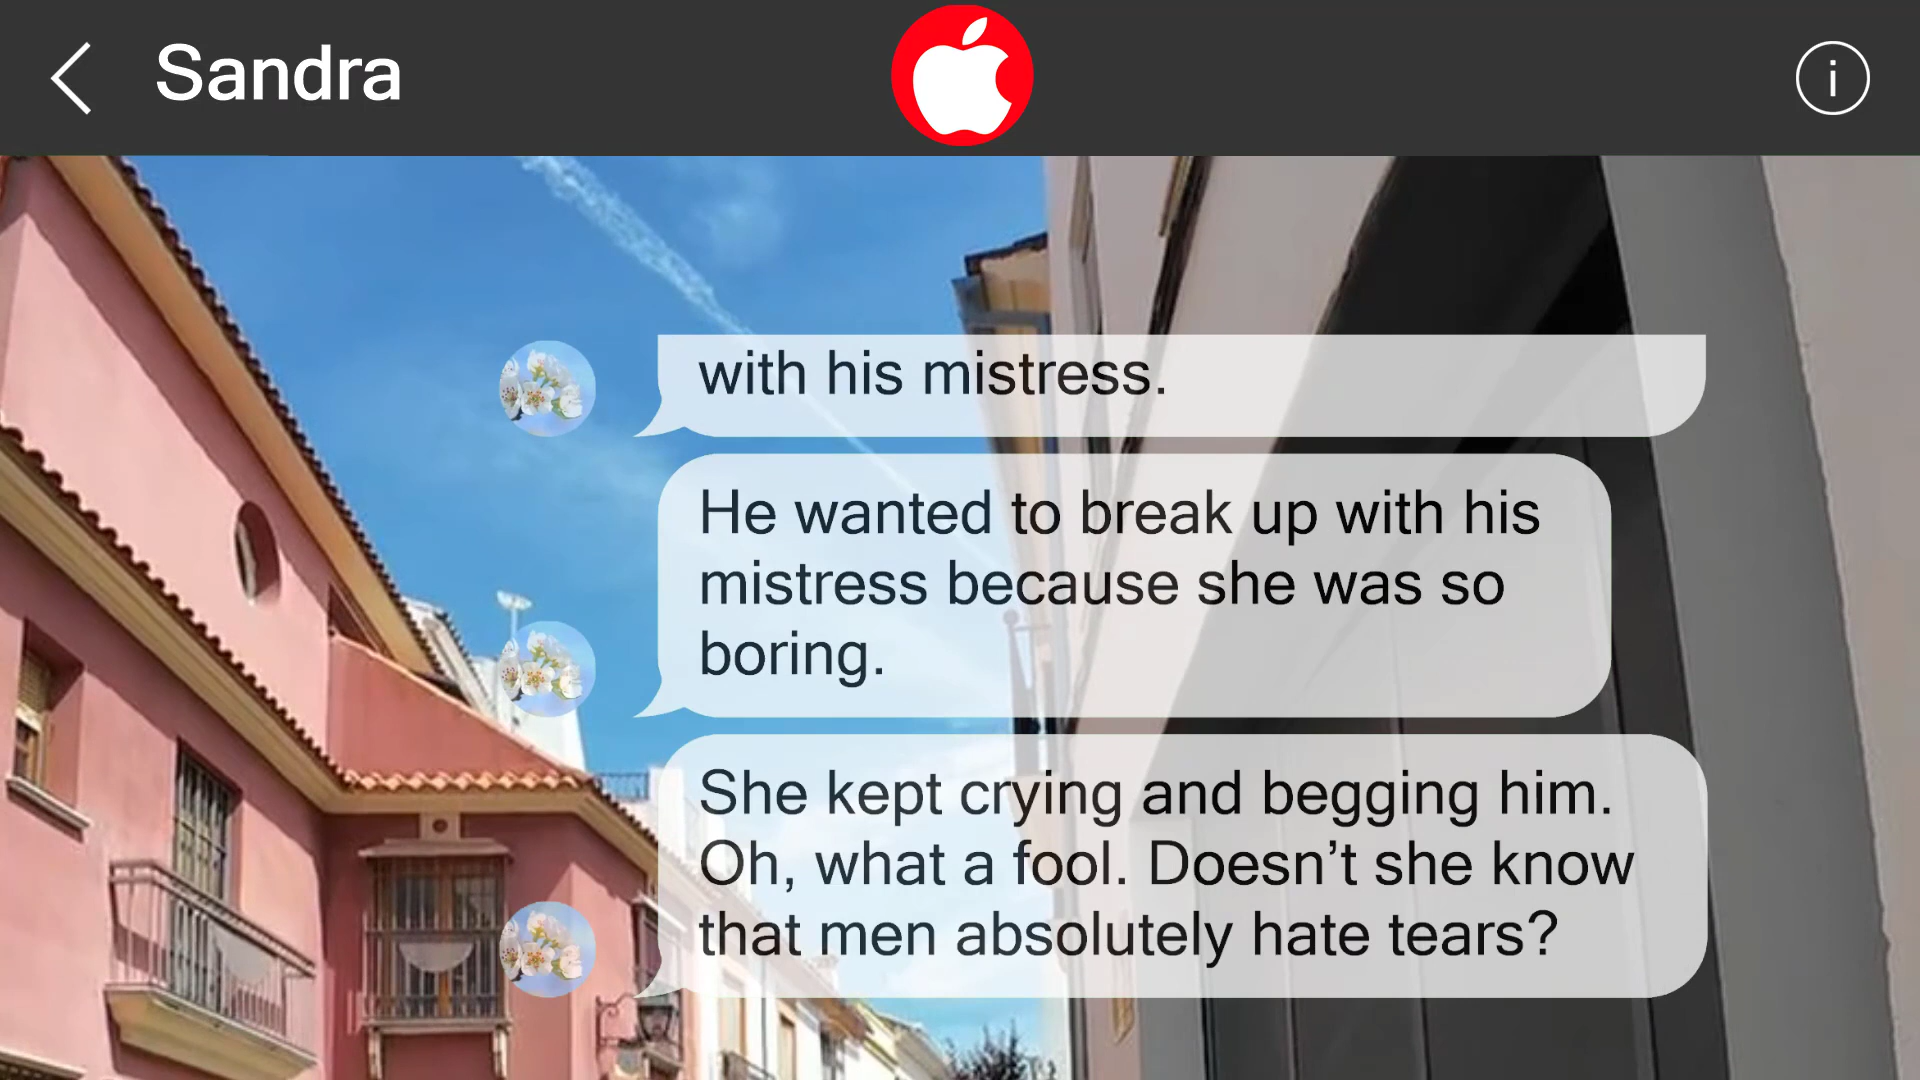 Sandra
with his mistress.
He wanted to break up with his
mistress because she was so
boring.
She kept crying and begging him.
Oh, what a fool. Doesn’t she know
that men absolutely hate tears?